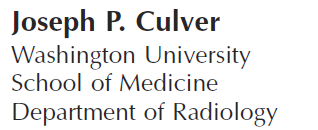 Joseph P. Culver
Washington University
School of Medicine
Department of Radiology